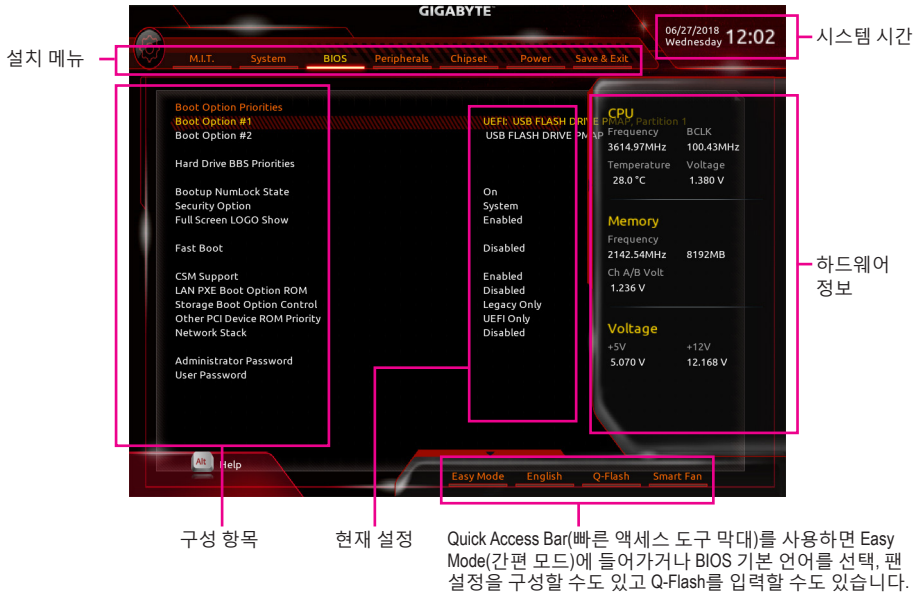 GIGABYTE
06/27/2018
Wednesday 12:02
시스템 시간
설치 메뉴
M.I.T. System BIOS Peripherals Chipset Power Save & Exit
Boot Option Priorities
Boot Option #1 UEFI: USB FLASH DRIVE PMAP, Partition 1
Boot Option #2 USB FLASH DRIVE PMAP
Hard Drive BBS Priorities
Bootup NumLock State On
Security Option System
Full Screen LOGO Show Enabled
Fast Boot Disabled
CSM Support Enabled
LAN PXE Boot Option ROM Disabled
Storage Boot Option Control Legacy Only
Other PCI Device ROM Priority UEFI Only
Network Stack Disabled
Administrator Password
User Password
CPU
Frequency BCLK
3614.97MHz 100.43MHz
Temperature Voltage
28.0 °C 1.380 V
Memory
Frequency
2142.54MHz 8192MB
Ch A/B Volt
1.236 V
Voltage
+5V +12V
5.070 V 12.168 V
하드웨어
정보
Alt Help
Easy Mode English Q-Flash Smart Fan
구성 항목
현재 설정
Quick Access Bar(빠른 액세스 도구 막대)를 사용하면 Easy
Mode(간편 모드)에 들어가거나 BIOS 기본 언어를 선택, 팬
설정을 구성할 수도 있고 Q-Flash를 입력할 수도 있습니다.